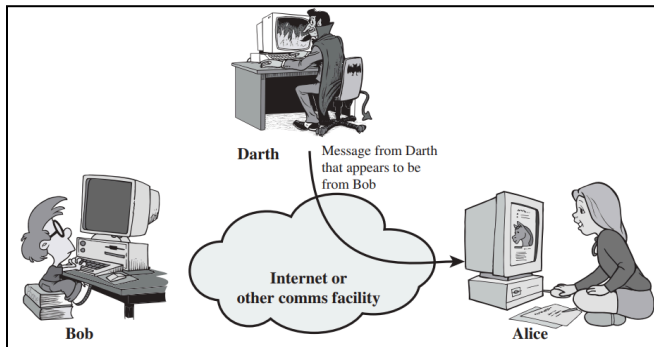 Darth
Message from Darth
that appears to be
from Bob
Internet or
other comms facility
Bob
Alice